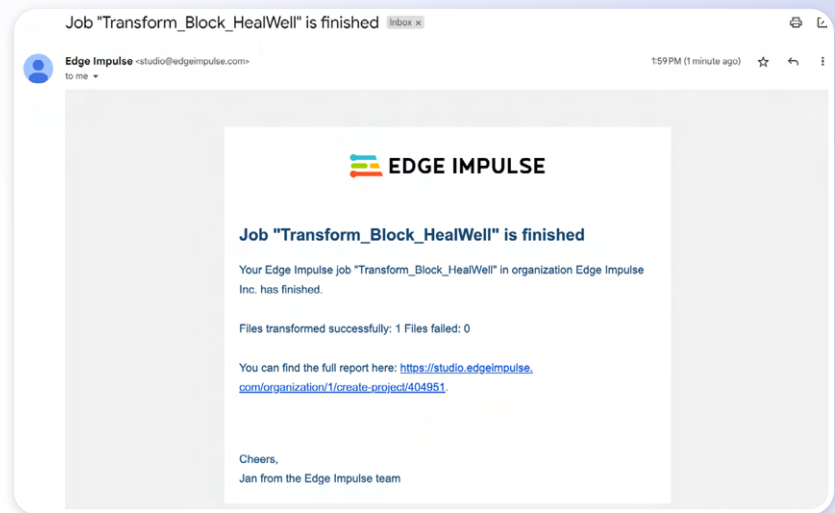 Job "Transform_Block_HealWell" is finished Inbox x
Edge Impulse <studio@edgeimpulse.com> 1:59 PM (1 minute ago)
to me
EDGE IMPULSE
Job "Transform_Block_HealWell" is finished
Your Edge Impulse job "Transform_Block_HealWell" in organization Edge Impulse
Inc. has finished.
Files transformed successfully: 1 Files failed: 0
You can find the full report here: https://studio.edgeimpulse.
com/organization/1/create-project/404951.
Cheers,
Jan from the Edge Impulse team